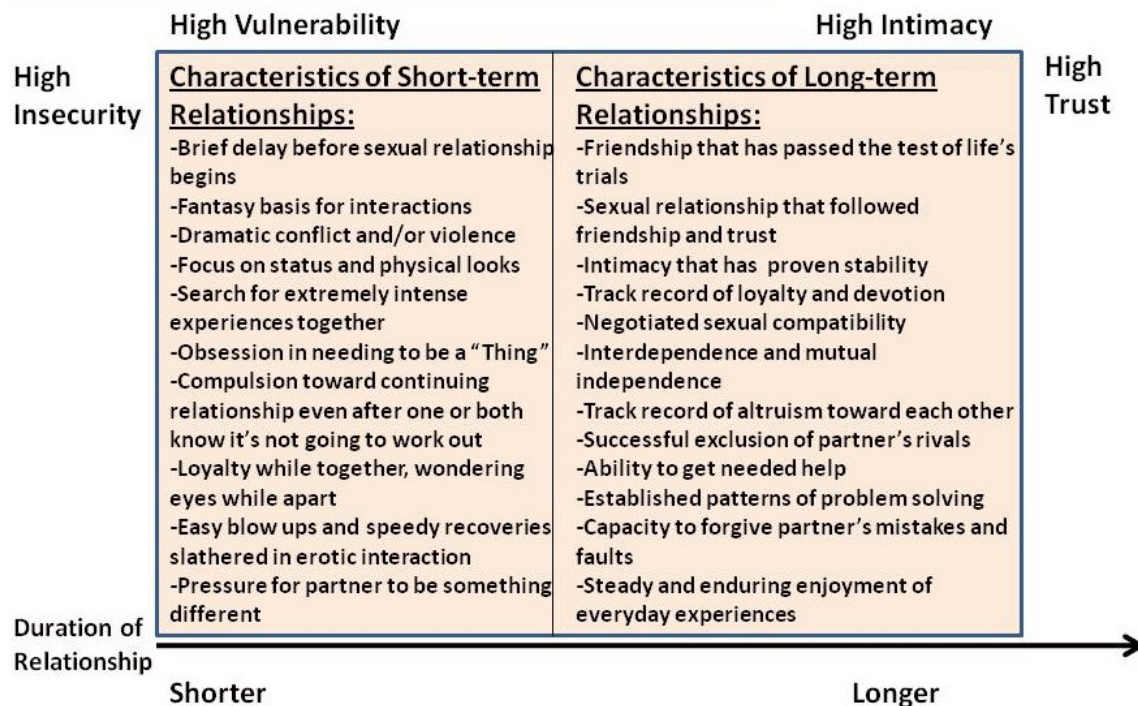 High Vulnerability
High Intimacy
High
Insecurity
Characteristics of Short-term
Relationships:
-Brief delay before sexual relationship
begins
-Fantasy basis for interactions
-Dramatic conflict and/or violence
-Focus on status and physical looks
-Search for extremely intense
experiences together
-Obsession in needing to be a “Thing”
-Compulsion toward continuing
relationship even after one or both
know it’s not going to work out
-Loyalty while together, wondering
eyes while apart
-Easy blow ups and speedy recoveries
slathered in erotic interaction
-Pressure for partner to be something
different
Characteristics of Long-term
Relationships:
-Friendship that has passed the test of life’s
trials
-Sexual relationship that followed
friendship and trust
-Intimacy that has  proven stability
-Track record of loyalty and devotion
-Negotiated sexual compatibility
-Interdependence and mutual
independence
-Track record of altruism toward each other
-Successful exclusion of partner’s rivals
-Ability to get needed help
-Established patterns of problem solving
-Capacity to forgive partner’s mistakes and
faults
-Steady and enduring enjoyment of
everyday experiences
High
Trust
Duration of
Relationship
Shorter
Longer